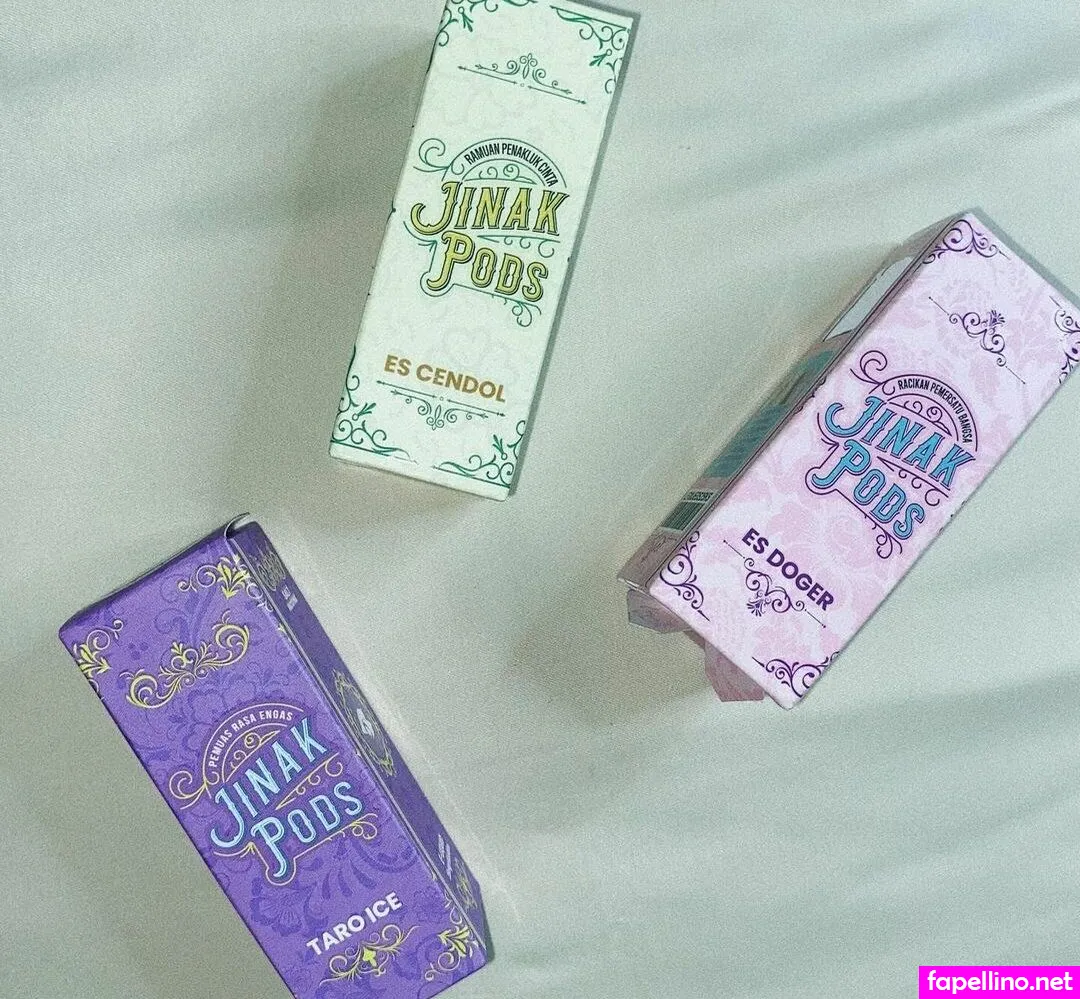 RAMUAN PENAKLUK CINTA
JINAK
PODS
ES CENDOL
RACIKAN PEMERSATU BANGSA
JINAK
PODS
ES DOGER
PEMUAS RASA ENGAS
JINAK
PODS
TARO ICE
fapellino.net